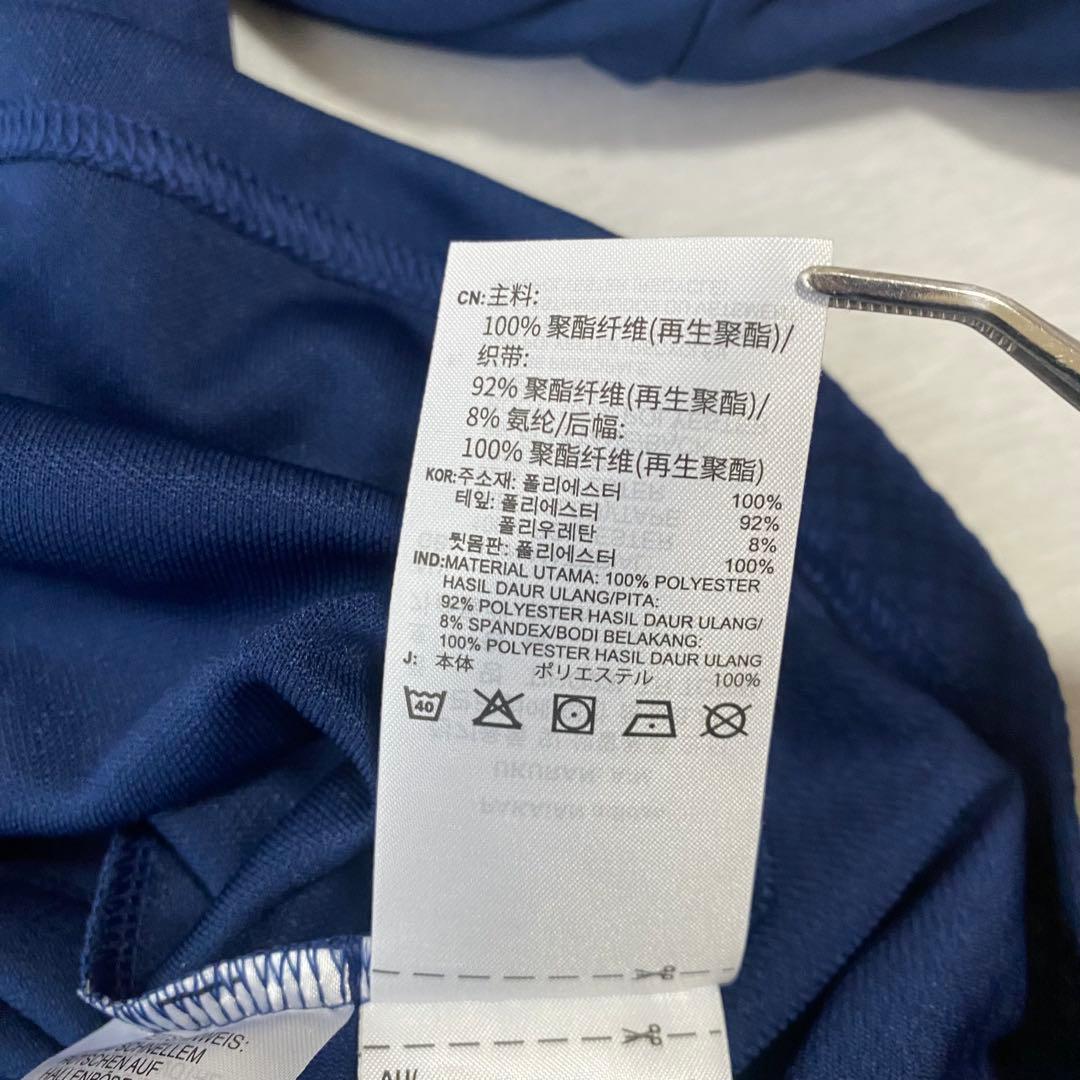 CN:主料:
100% 聚酯纤维(再生聚酯)/
织带:
92% 聚酯纤维(再生聚酯)/
8% 氨纶/后幅:
100% 聚酯纤维(再生聚酯)
KOR:주소재: 폴리에스터 100%
테잎: 폴리에스터 92%
폴리우레탄 8%
뒷몸판: 폴리에스터 100%
IND:MATERIAL UTAMA: 100% POLYESTER
HASIL DAUR ULANG/PITA:
92% POLYESTER HASIL DAUR ULANG/
8% SPANDEX/BODI BELAKANG:
100% POLYESTER HASIL DAUR ULANG
J: 本体 ポリエステル 100%
40
SCHNELLEM
AUF